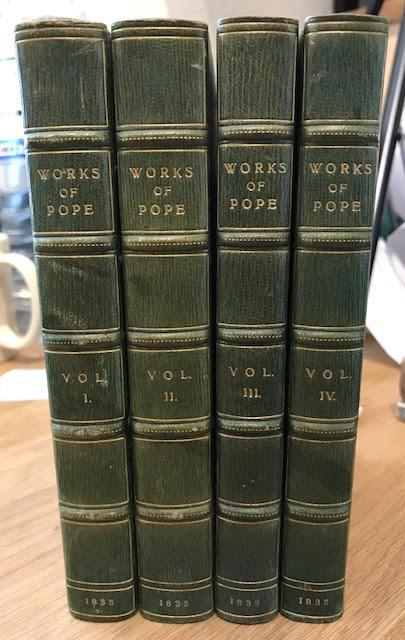 WORKS
OF
POPE
VOL.
I.
1835
WORKS
OF
POPE
VOL.
II.
1835
WORKS
OF
POPE
VOL.
III.
1835
WORKS
OF
POPE
VOL.
IV.
1835